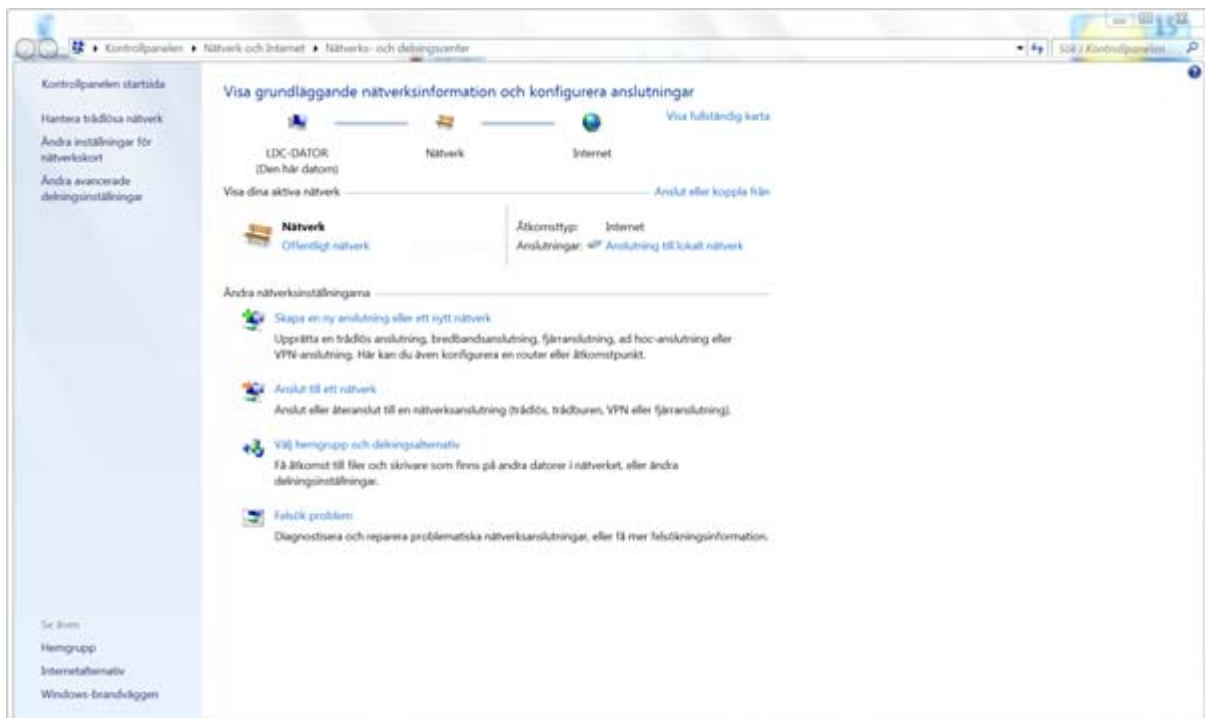 15
Kontrollpanelen ▸ Nätverk och Internet ▸ Nätverks- och delningscenter
Sök i Kontrollpanelen
Kontrollpanelen startsida
Hantera trådlösa nätverk
Ändra inställningar för
nätverkskort
Ändra avancerade
delningsinställningar
Visa grundläggande nätverksinformation och konfigurera anslutningar
Visa fullständig karta
LDC-DATOR
(Den här datorn)
Nätverk
Internet
Visa dina aktiva nätverk
Anslut eller koppla från
Nätverk
Offentligt nätverk
Åtkomsttyp: Internet
Anslutningar: Anslutning till lokalt nätverk
Ändra nätverksinställningarna
Skapa en ny anslutning eller ett nytt nätverk
Upprätta en trådlös anslutning, bredbandsanslutning, fjärranslutning, ad hoc-anslutning eller
VPN-anslutning. Här kan du även konfigurera en router eller åtkomstpunkt.
Anslut till ett nätverk
Anslut eller återanslut till en nätverksanslutning (trådlös, trådburen, VPN eller fjärranslutning).
Välj hemgrupp och delningsalternativ
Få åtkomst till filer och skrivare som finns på andra datorer i nätverket, eller ändra
delningsinställningar.
Felsök problem
Diagnostisera och reparera problematiska nätverksanslutningar, eller få mer felsökningsinformation.
Se även
Hemgrupp
Internetalternativ
Windows-brandväggen